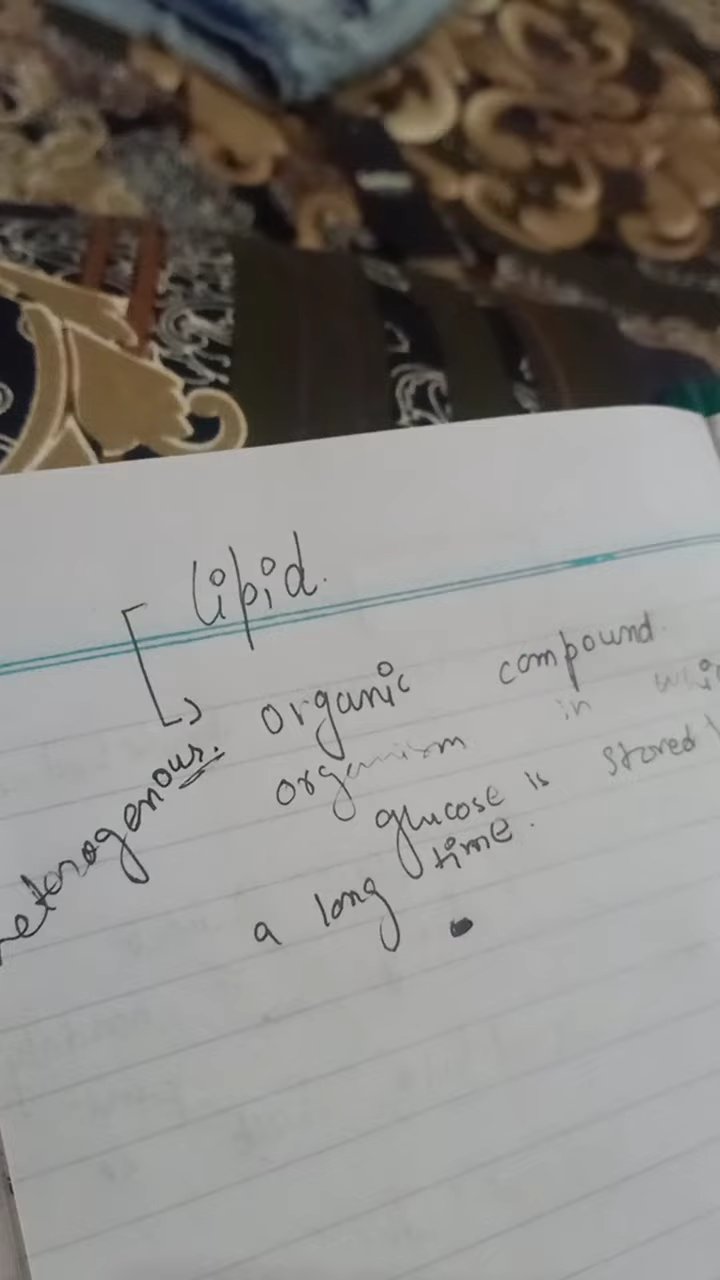 lipid.
organic compound.
heterogenous.
organism in
glucose is stored
a long time.